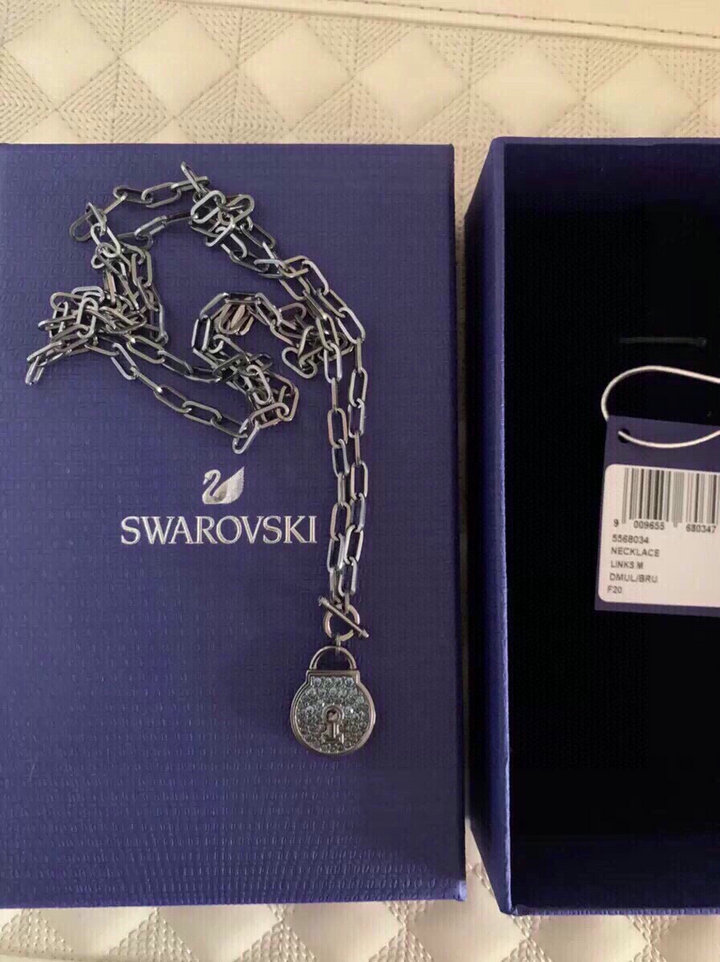 SWAROVSKI
9 009655 680347
5568034
NECKLACE
LINKS M
DMUL/BRU
F20